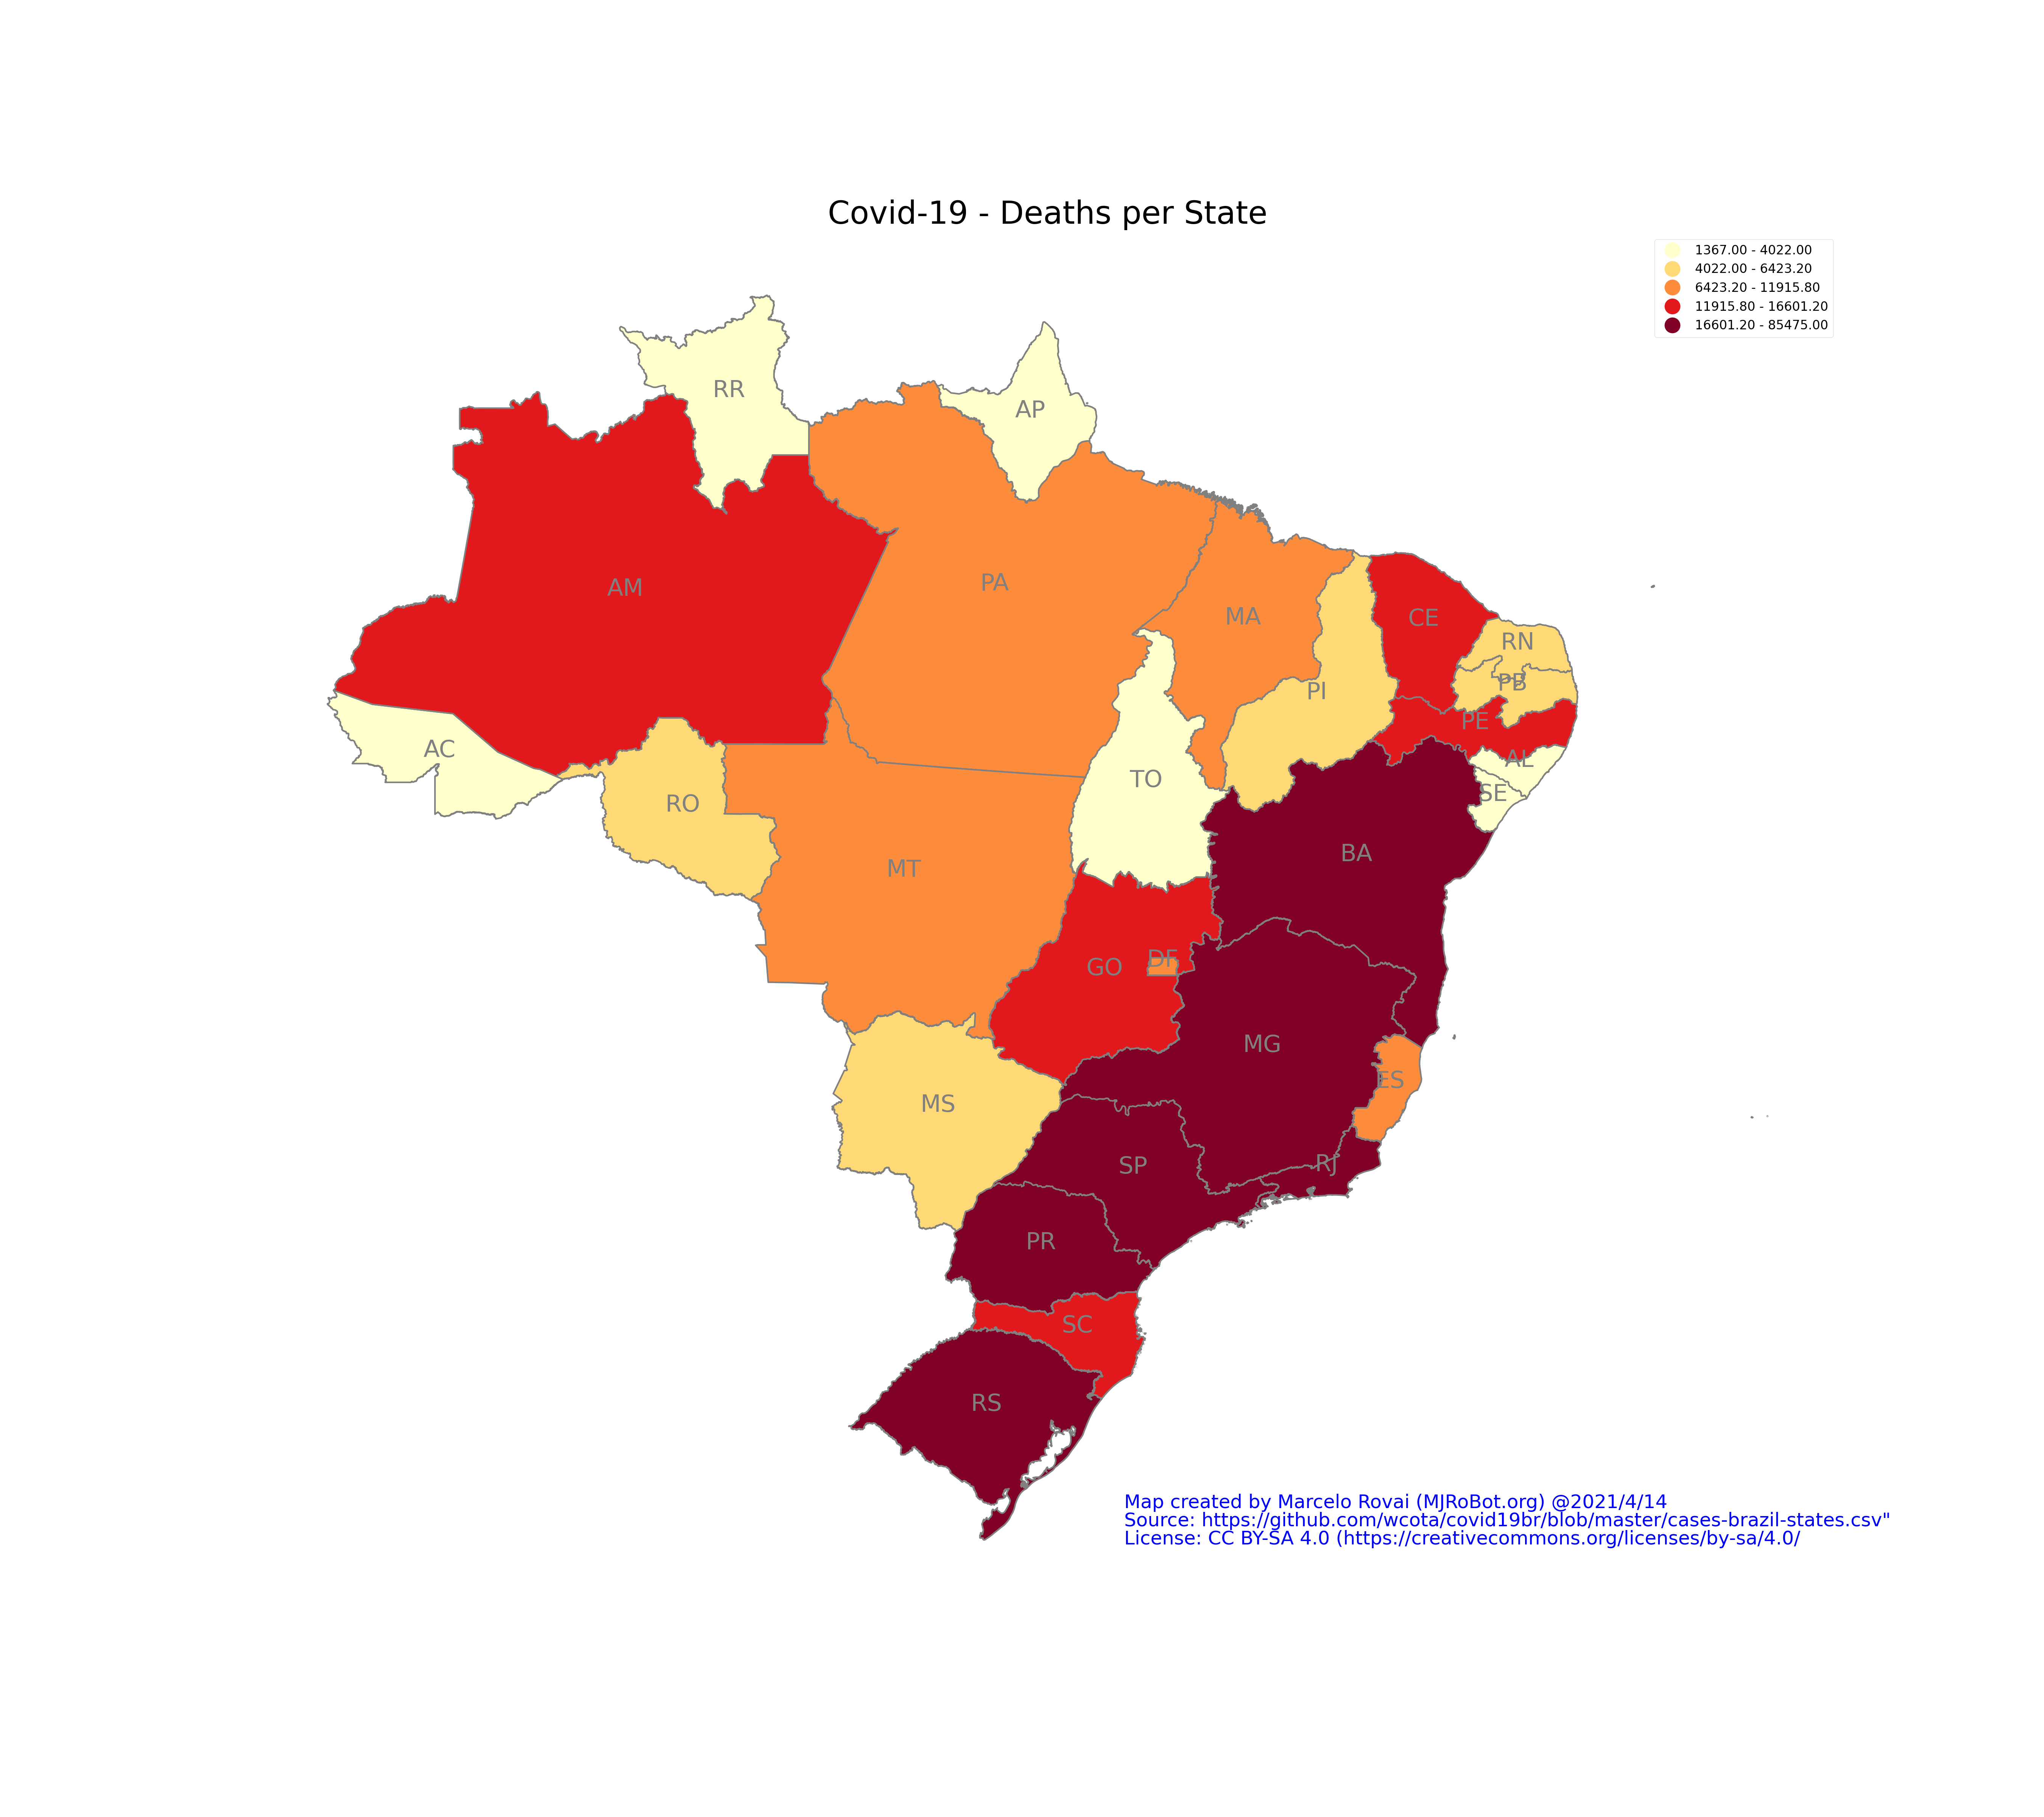 Covid-19 - Deaths per State
1367.00 - 4022.00
4022.00 - 6423.20
6423.20 - 11915.80
11915.80 - 16601.20
16601.20 - 85475.00
RR
AP
AM
PA
MA
CE
RN
PB
PI
PE
AC
AL
TO
SE
RO
BA
MT
DF
GO
MG
ES
MS
SP
RJ
PR
SC
RS
Map created by Marcelo Rovai (MJRoBot.org) @2021/4/14
Source: https://github.com/wcota/covid19br/blob/master/cases-brazil-states.csv"
License: CC BY-SA 4.0 (https://creativecommons.org/licenses/by-sa/4.0/